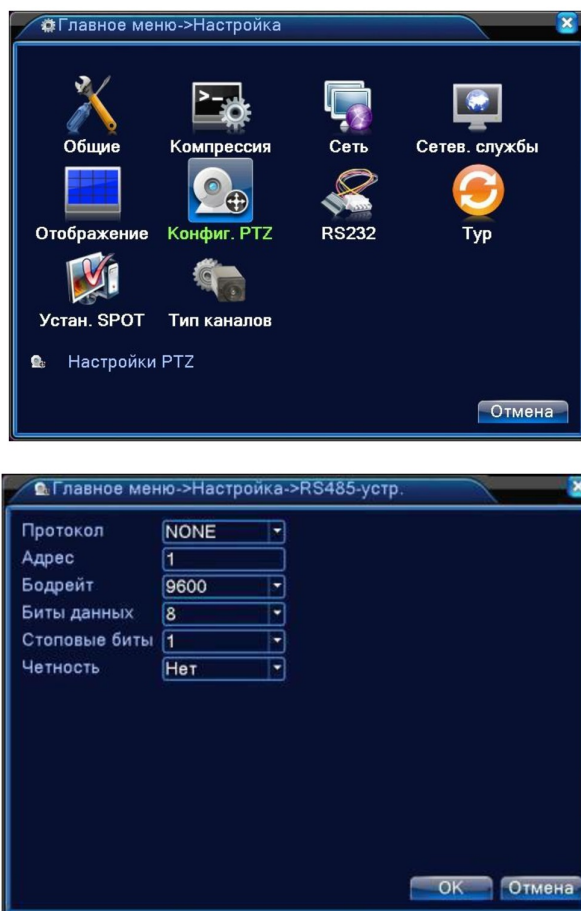 Главное меню->Настройка
Общие Компрессия Сеть Сетев. службы
Отображение Конфиг. PTZ RS232 Тур
Устан. SPOT Тип каналов
Настройки PTZ
Отмена
Главное меню->Настройка->RS485-устр.
Протокол NONE
Адрес 1
Бодрейт 9600
Биты данных 8
Стоповые биты 1
Четность Нет
OK Отмена